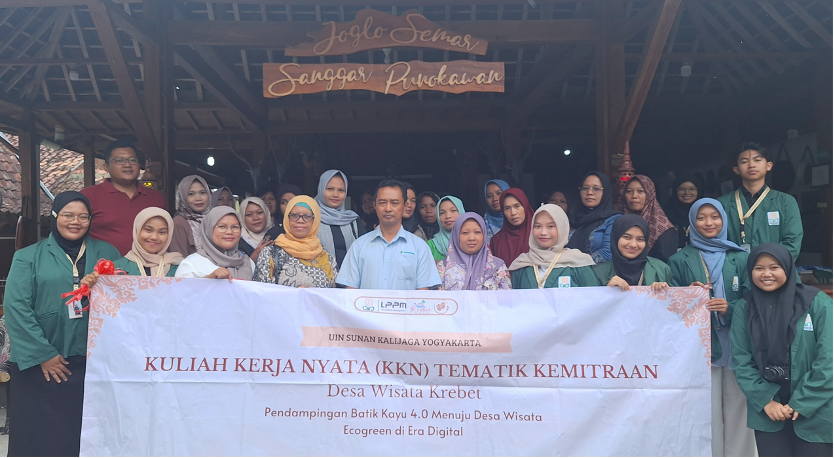 Joglo Semar
Sanggar Punokawan
LPPM
UIN SUNAN KALIJAGA YOGYAKARTA
KULIAH KERJA NYATA (KKN) TEMATIK KEMITRAAN
Desa Wisata Krebet
Pendampingan Batik Kayu 4.0 Menuju Desa Wisata
Ecogreen di Era Digital